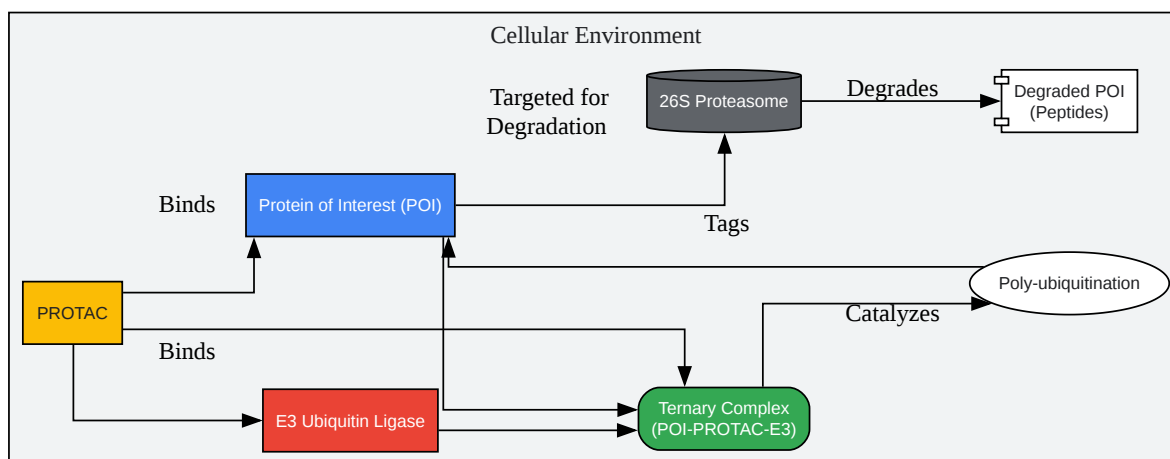 Cellular Environment
Targeted for
Degradation
26S Proteasome
Degrades
Degraded POI
(Peptides)
Binds
Protein of Interest (POI)
Tags
PROTAC
Poly-ubiquitination
Catalyzes
Binds
E3 Ubiquitin Ligase
Ternary Complex
(POI-PROTAC-E3)